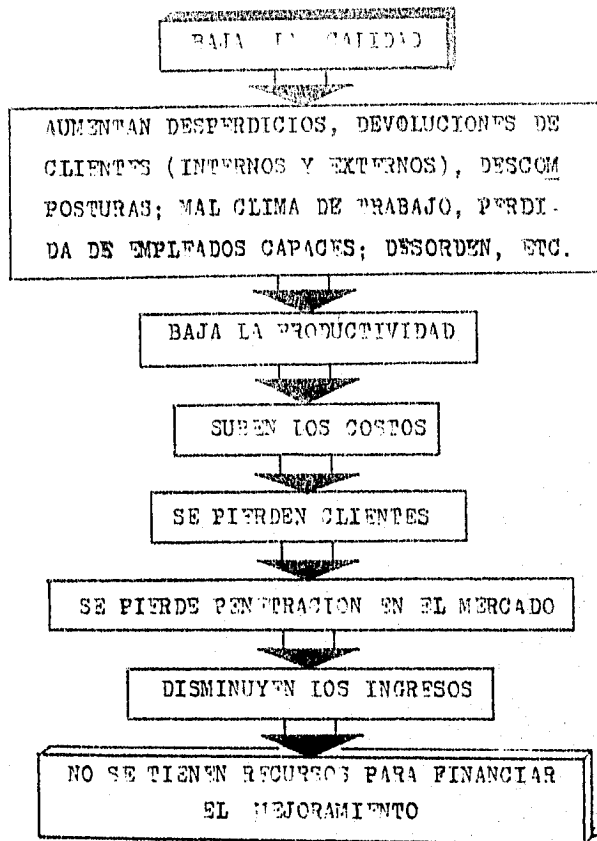 BAJA LA CALIDAD
AUMENTAN DESPERDICIOS, DEVOLUCIONES DE
CLIENTES (INTERNOS Y EXTERNOS), DESCOM
POSTURAS; MAL CLIMA DE TRABAJO, PERDI-
DA DE EMPLEADOS CAPACES; DESORDEN, ETC.
BAJA LA PRODUCTIVIDAD
SUBEN LOS COSTOS
SE PIERDEN CLIENTES
SE PIERDE PENETRACION EN EL MERCADO
DISMINUYEN LOS INGRESOS
NO SE TIENEN RECURSOS PARA FINANCIAR
EL MEJORAMIENTO